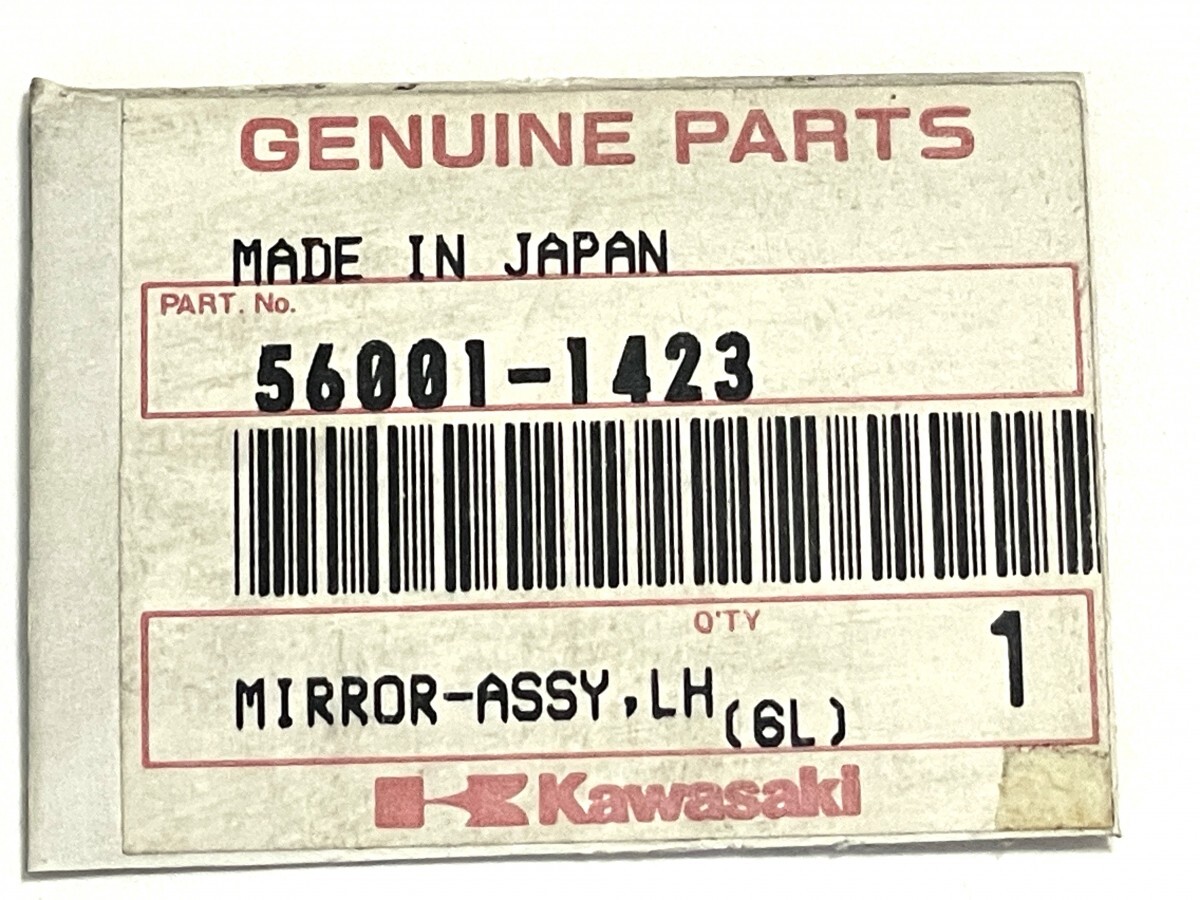 GENUINE PARTS
MADE IN JAPAN
PART. No.
56001-1423
Q'TY
1
MIRROR-ASSY,LH(6L)
Kawasaki